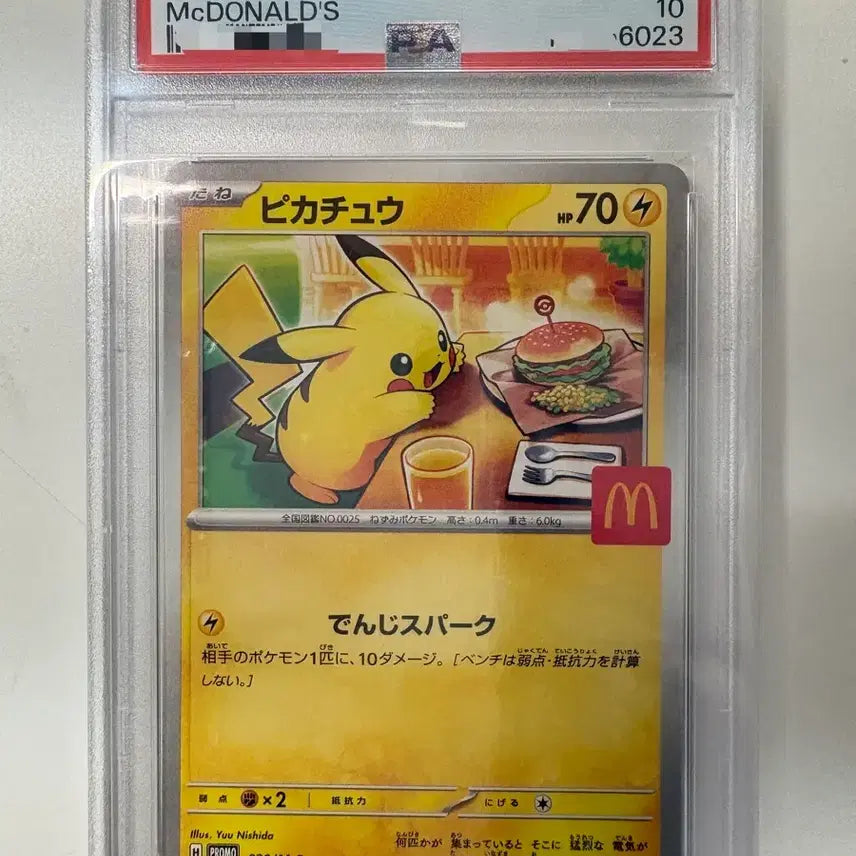 McDONALD'S
10
6023
たね
ピカチュウ
HP 70
全国図鑑NO.0025 ねずみポケモン 高さ:0.4m 重さ:6.0kg
でんじスパーク
相手のポケモン1匹に、10ダメージ。[ベンチは弱点・抵抗力を計算
しない。]
弱点 ×2 抵抗力 にげる
Illus. Yuu Nishida
何匹かが 集まっていると そこに 猛烈な 電気が
H PROMO